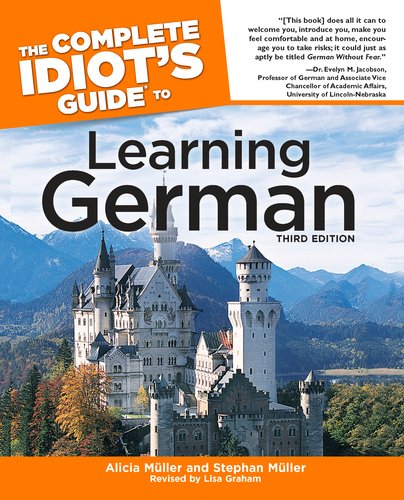 THE COMPLETE
IDIOT'S
GUIDE® TO
"[This book] does all it can to
welcome you, introduce you, make you
feel comfortable and at home, encour-
age you to take risks; it could just as
aptly be titled German Without Fear."
—Dr. Evelyn M. Jacobson,
Professor of German and Associate Vice
Chancellor of Academic Affairs,
University of Lincoln-Nebraska
Learning
German
THIRD EDITION
Alicia Müller and Stephan Müller
Revised by Lisa Graham